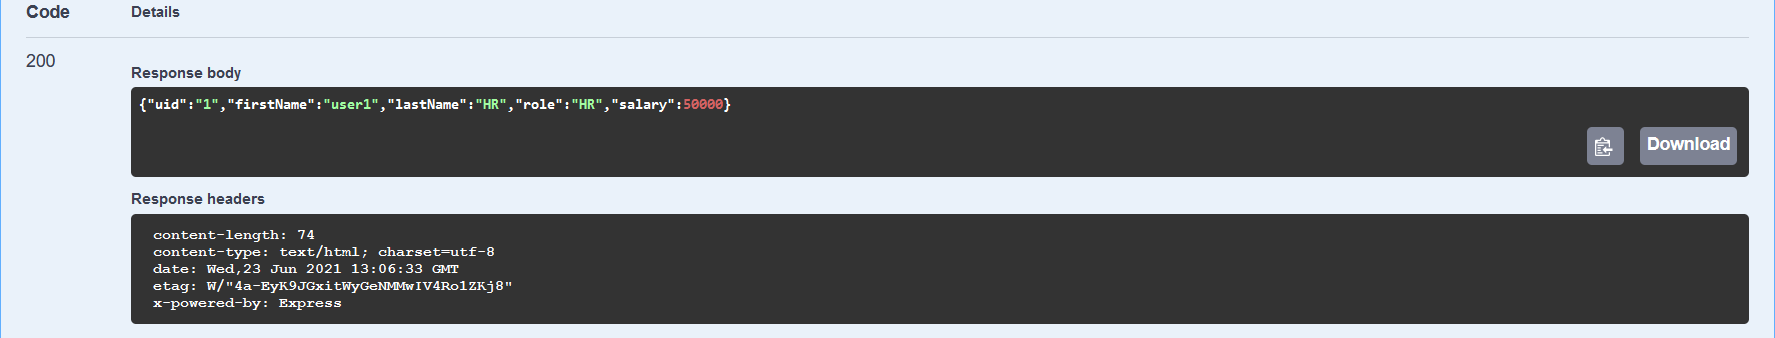 Code Details
200
Response body
{"uid":"1","firstName":"user1","lastName":"HR","role":"HR","salary":50000}
Download
Response headers
content-length: 74
content-type: text/html; charset=utf-8
date: Wed,23 Jun 2021 13:06:33 GMT
etag: W/"4a-EyK9JGxitWyGeNMMwIV4Ro1ZKj8"
x-powered-by: Express